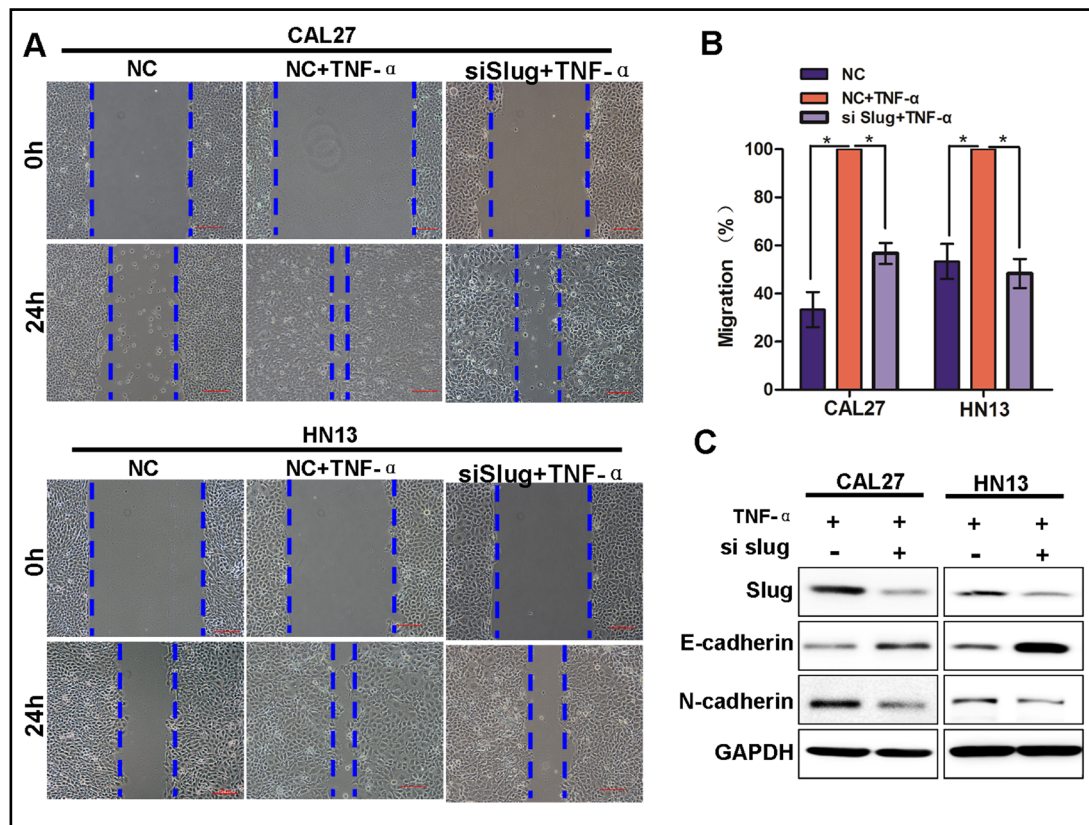 A
CAL27
NC NC+TNF-α siSlug+TNF-α
0h
24h
HN13
NC NC+TNF-α siSlug+TNF-α
0h
24h
B
NC
NC+TNF-α
si Slug+TNF-α
* * * *
Migration (%)
100
80
60
40
20
0
CAL27 HN13
C
CAL27 HN13
TNF-α + + + +
si slug - + - +
Slug
E-cadherin
N-cadherin
GAPDH